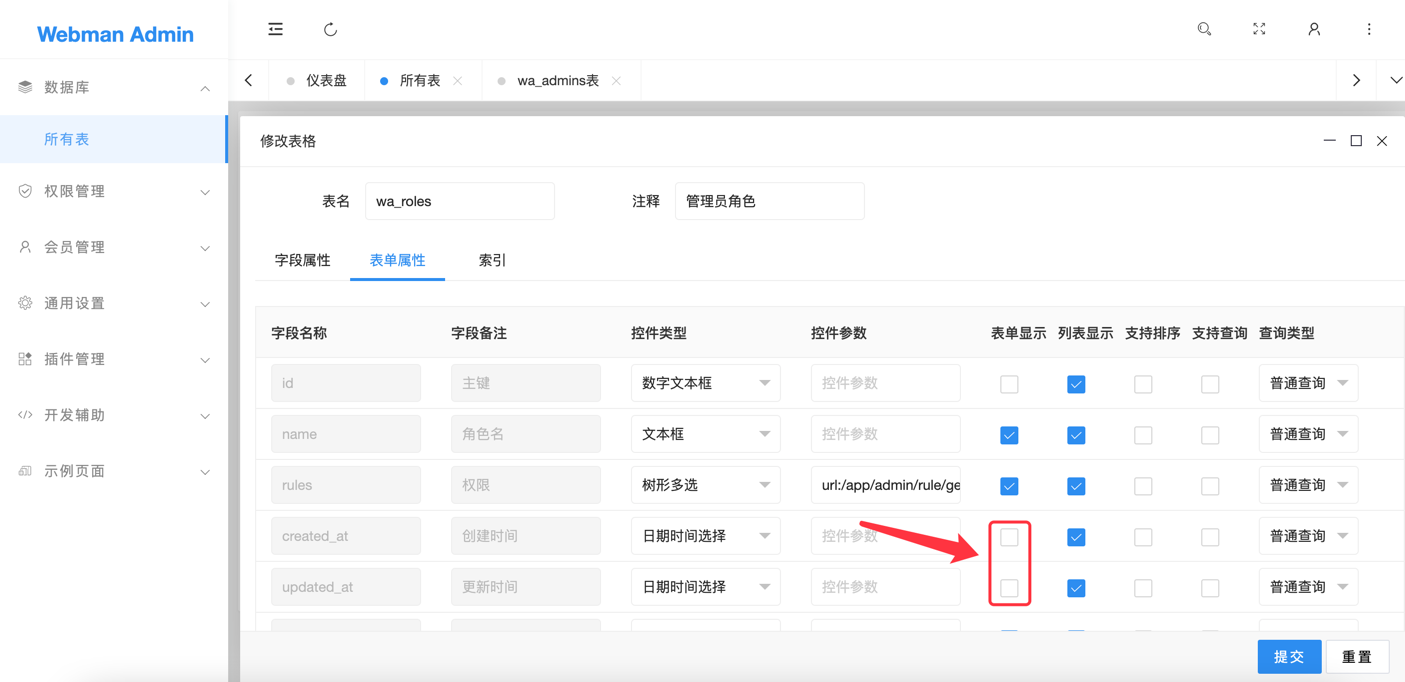 Webman Admin
数据库
所有表
权限管理
会员管理
通用设置
插件管理
开发辅助
示例页面
仪表盘 所有表 wa_admins表
修改表格
表名 wa_roles 注释 管理员角色
字段属性 表单属性 索引
字段名称 字段备注 控件类型 控件参数 表单显示 列表显示 支持排序 支持查询 查询类型
id 主键 数字文本框 控件参数 普通查询
name 角色名 文本框 控件参数 普通查询
rules 权限 树形多选 url:/app/admin/rule/ge 普通查询
created_at 创建时间 日期时间选择 控件参数 普通查询
updated_at 更新时间 日期时间选择 控件参数 普通查询
提交 重置